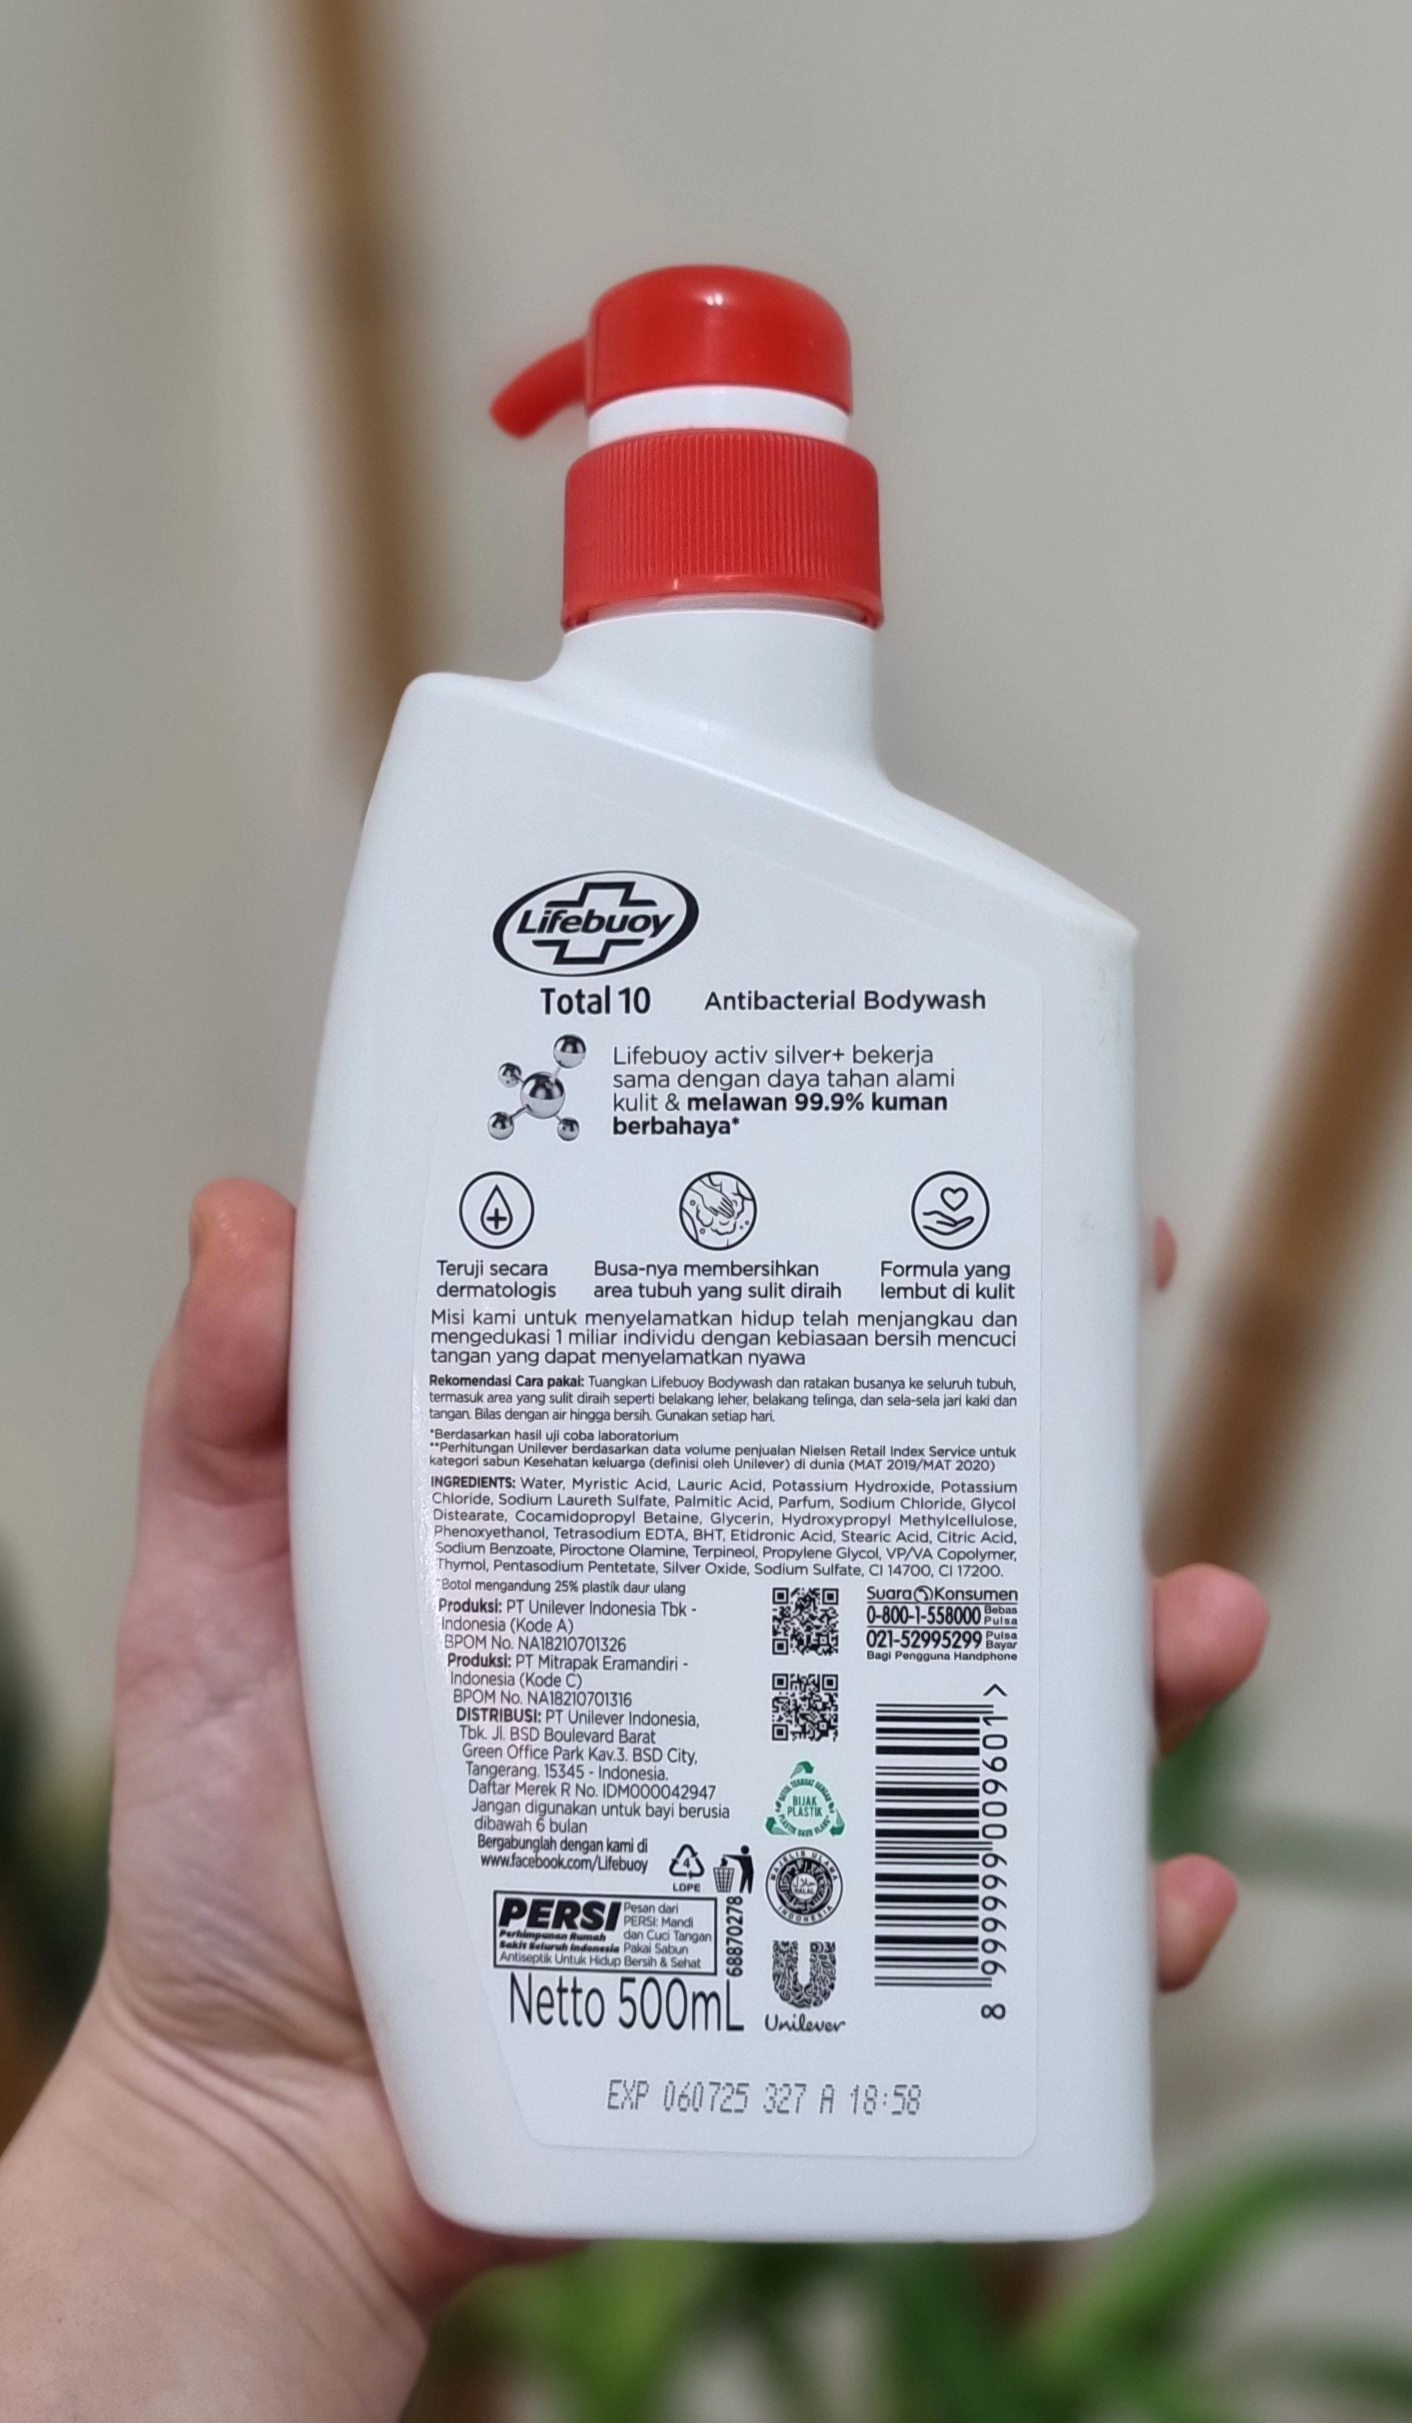 Lifebuoy
Total 10 Antibacterial Bodywash
Lifebuoy activ silver+ bekerja
sama dengan daya tahan alami
kulit & melawan 99.9% kuman
berbahaya*
Teruji secara
dermatologis
Busa-nya membersihkan
area tubuh yang sulit diraih
Formula yang
lembut di kulit
Misi kami untuk menyelamatkan hidup telah menjangkau dan
mengedukasi 1 miliar individu dengan kebiasaan bersih mencuci
tangan yang dapat menyelamatkan nyawa
Rekomendasi Cara pakai: Tuangkan Lifebuoy Bodywash dan ratakan busanya ke seluruh tubuh,
termasuk area yang sulit diraih seperti belakang leher, belakang telinga, dan sela-sela jari kaki dan
tangan. Bilas dengan air hingga bersih. Gunakan setiap hari.
*Berdasarkan hasil uji coba laboratorium
**Perhitungan Unilever berdasarkan data volume penjualan Nielsen Retail Index Service untuk
kategori sabun Kesehatan keluarga (definisi oleh Unilever) di dunia (MAT 2019/MAT 2020)
INGREDIENTS: Water, Myristic Acid, Lauric Acid, Potassium Hydroxide, Potassium
Chloride, Sodium Laureth Sulfate, Palmitic Acid, Parfum, Sodium Chloride, Glycol
Distearate, Cocamidopropyl Betaine, Glycerin, Hydroxypropyl Methylcellulose,
Phenoxyethanol, Tetrasodium EDTA, BHT, Etidronic Acid, Stearic Acid, Citric Acid,
Sodium Benzoate, Piroctone Olamine, Terpineol, Propylene Glycol, VP/VA Copolymer,
Thymol, Pentasodium Pentetate, Silver Oxide, Sodium Sulfate, CI 14700, CI 17200.
*Botol mengandung 25% plastik daur ulang
Produksi: PT Unilever Indonesia Tbk -
Indonesia (Kode A)
BPOM No. NA18210701326
Produksi: PT Mitrapak Eramandiri -
Indonesia (Kode C)
BPOM No. NA18210701316
DISTRIBUSI: PT Unilever Indonesia,
Tbk. Jl. BSD Boulevard Barat
Green Office Park Kav.3. BSD City,
Tangerang. 15345 - Indonesia.
Daftar Merek R No. IDM000042947
Jangan digunakan untuk bayi berusia
dibawah 6 bulan
Bergabunglah dengan kami di
www.facebook.com/Lifebuoy
Suara Konsumen
0-800-1-558000 Bebas Pulsa
021-52995299 Pulsa Bayar
Bagi Pengguna Handphone
8 999999 009601 >
BIJAK
PLASTIK
4
LDPE
MAJELIS ULAMA
حلال
HALAL
INDONESIA
PERSI
Perhimpunan Rumah
Sakit Seluruh Indonesia
Pesan dari
PERSI: Mandi
dan Cuci Tangan
Pakai Sabun
Antiseptik Untuk Hidup Bersih & Sehat
68870278
Netto 500mL
Unilever
EXP 060725 327 A 18:58